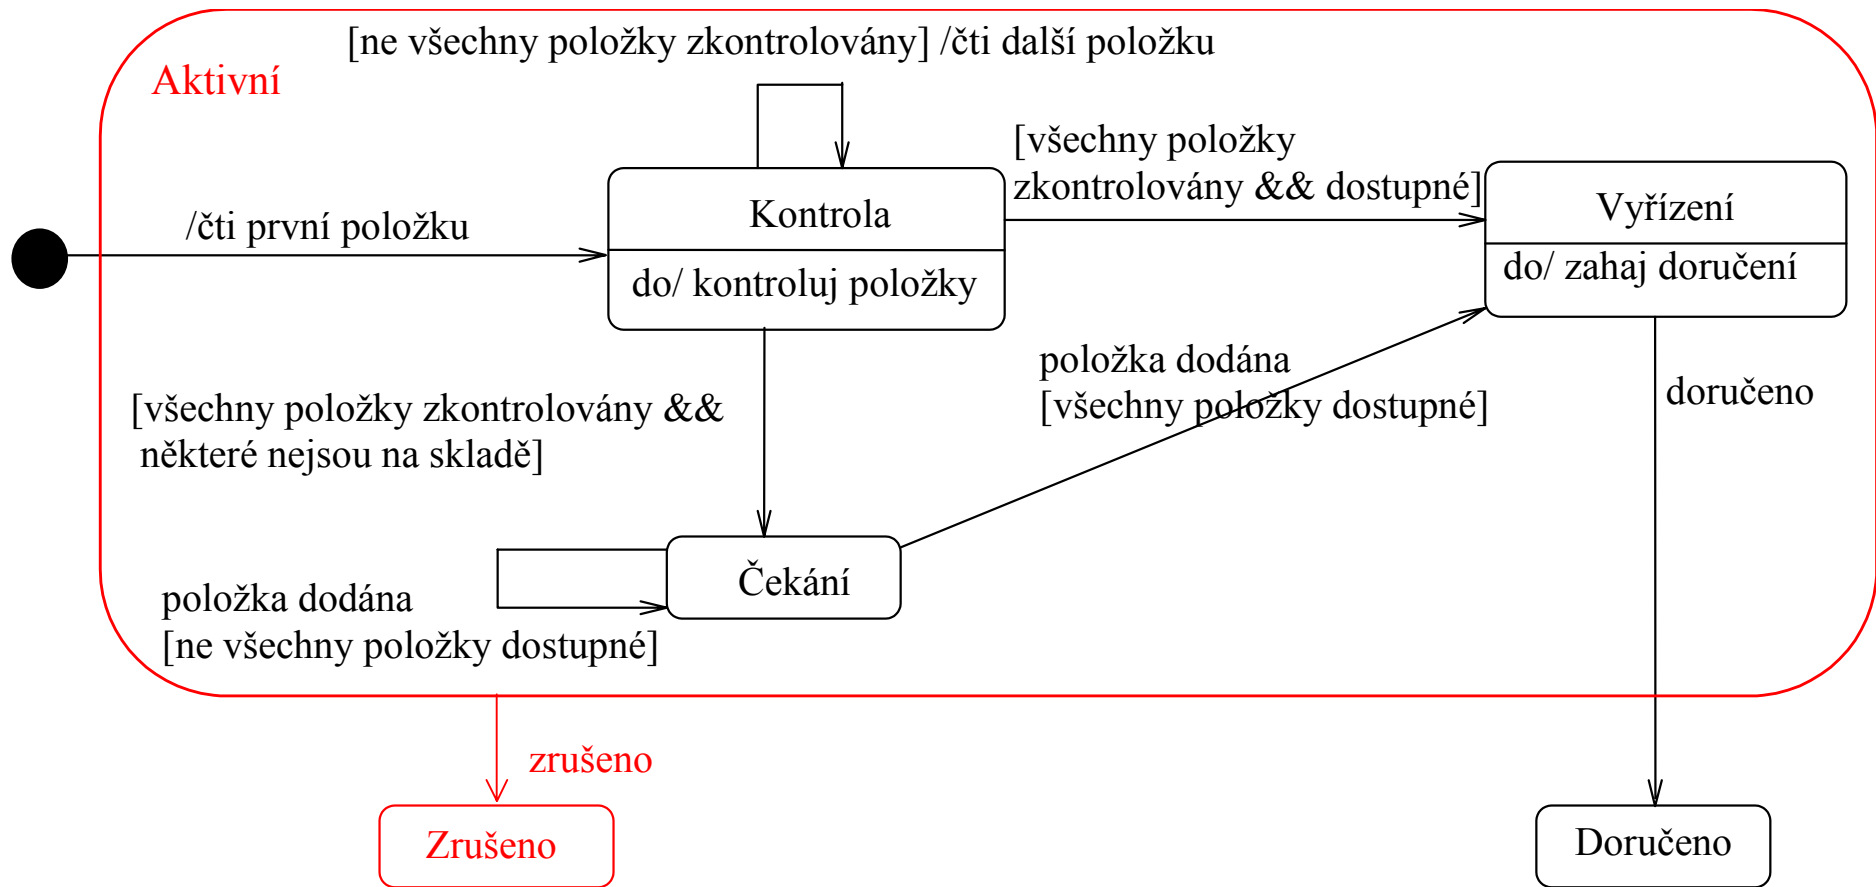 [ne všechny položky zkontrolovány] /čti další položku
Aktivní
[všechny položky
zkontrolovány && dostupné]
/čti první položku
Kontrola
do/ kontroluj položky
Vyřízení
do/ zahaj doručení
položka dodána
[všechny položky dostupné]
doručeno
[všechny položky zkontrolovány &&
některé nejsou na skladě]
Čekání
položka dodána
[ne všechny položky dostupné]
zrušeno
Zrušeno
Doručeno